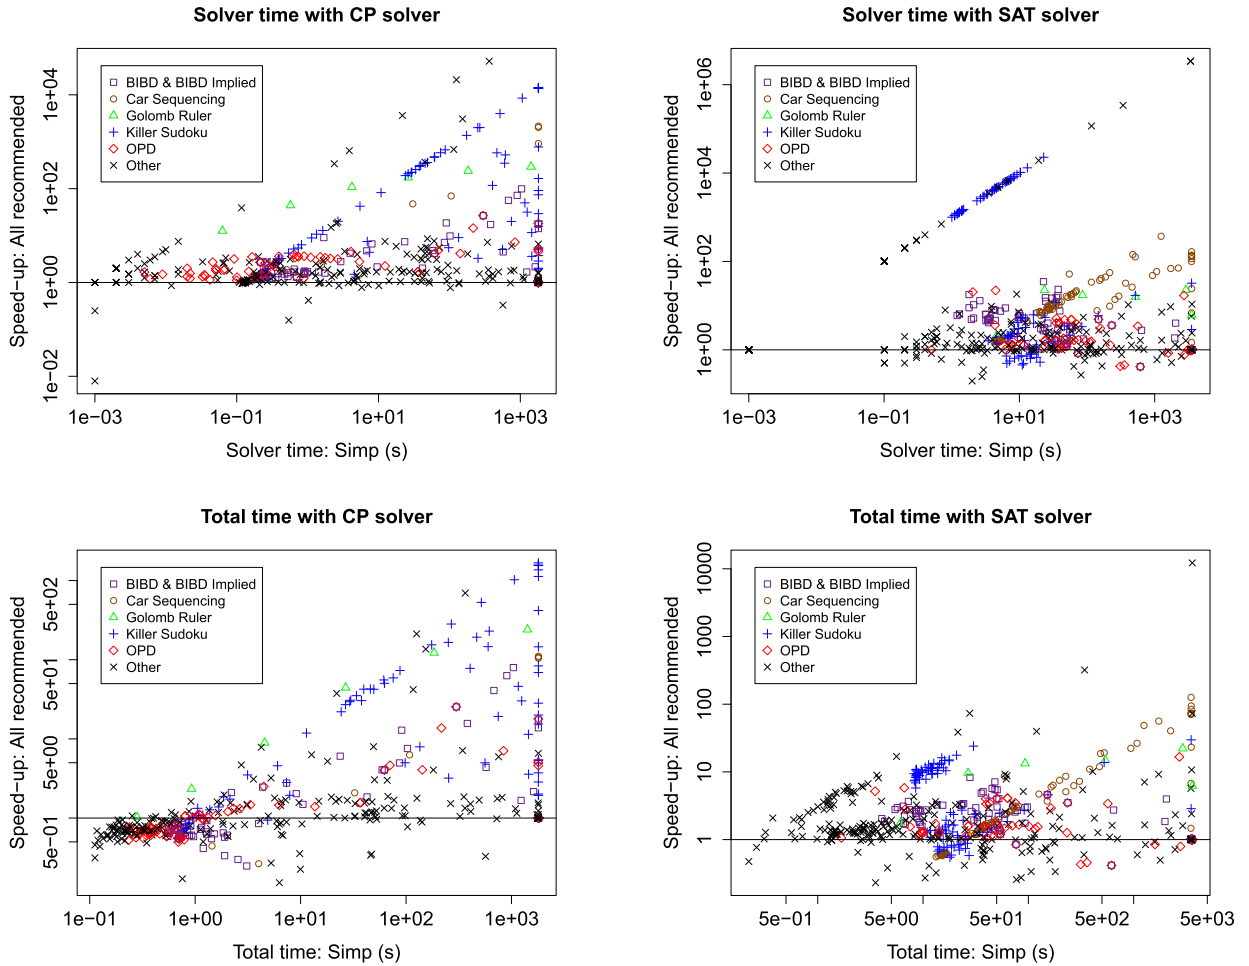 Solver time with CP solver
Speed−up: All recommended
1e+04
1e+02
1e+00
1e−02
BIBD & BIBD Implied
Car Sequencing
Golomb Ruler
Killer Sudoku
OPD
Other
1e−03
1e−01
1e+01
1e+03
Solver time: Simp (s)
Solver time with SAT solver
Speed−up: All recommended
1e+06
1e+04
1e+02
1e+00
BIBD & BIBD Implied
Car Sequencing
Golomb Ruler
Killer Sudoku
OPD
Other
1e−03
1e−01
1e+01
1e+03
Solver time: Simp (s)
Total time with CP solver
Speed−up: All recommended
5e+02
5e+01
5e+00
5e−01
BIBD & BIBD Implied
Car Sequencing
Golomb Ruler
Killer Sudoku
OPD
Other
1e−01
1e+00
1e+01
1e+02
1e+03
Total time: Simp (s)
Total time with SAT solver
Speed−up: All recommended
10000
1000
100
10
1
BIBD & BIBD Implied
Car Sequencing
Golomb Ruler
Killer Sudoku
OPD
Other
5e−01
5e+00
5e+01
5e+02
5e+03
Total time: Simp (s)